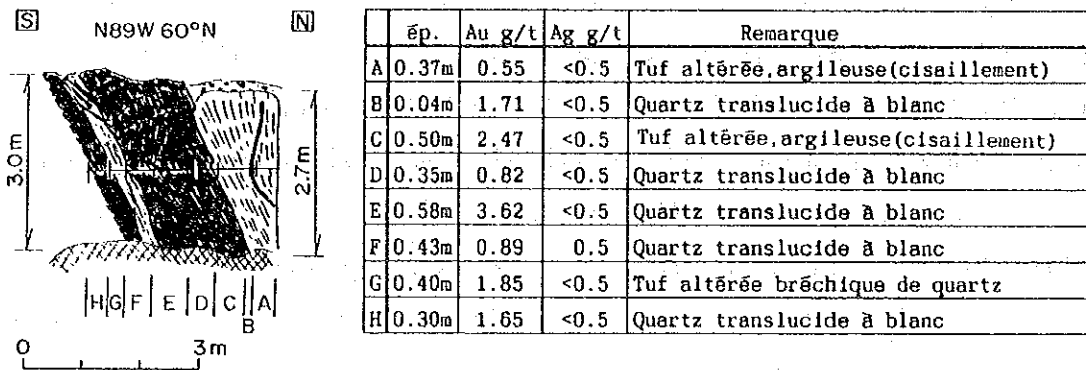 S N89W 60°N N
3.0m
2.7m
H G F E D C B A
0 3m
ép. Au g/t Ag g/t Remarque
A 0.37m 0.55 <0.5 Tuf altērēe,argileuse(cisaillement)
B 0.04m 1.71 <0.5 Quartz translucide ā blanc
C 0.50m 2.47 <0.5 Tuf altērēe,argileuse(cisaillement)
D 0.35m 0.82 <0.5 Quartz translucide ā blanc
E 0.58m 3.62 <0.5 Quartz translucide ā blanc
F 0.43m 0.89 0.5 Quartz translucide ā blanc
G 0.40m 1.85 <0.5 Tuf altērēe brēchique de quartz
H 0.30m 1.65 <0.5 Quartz translucide ā blanc